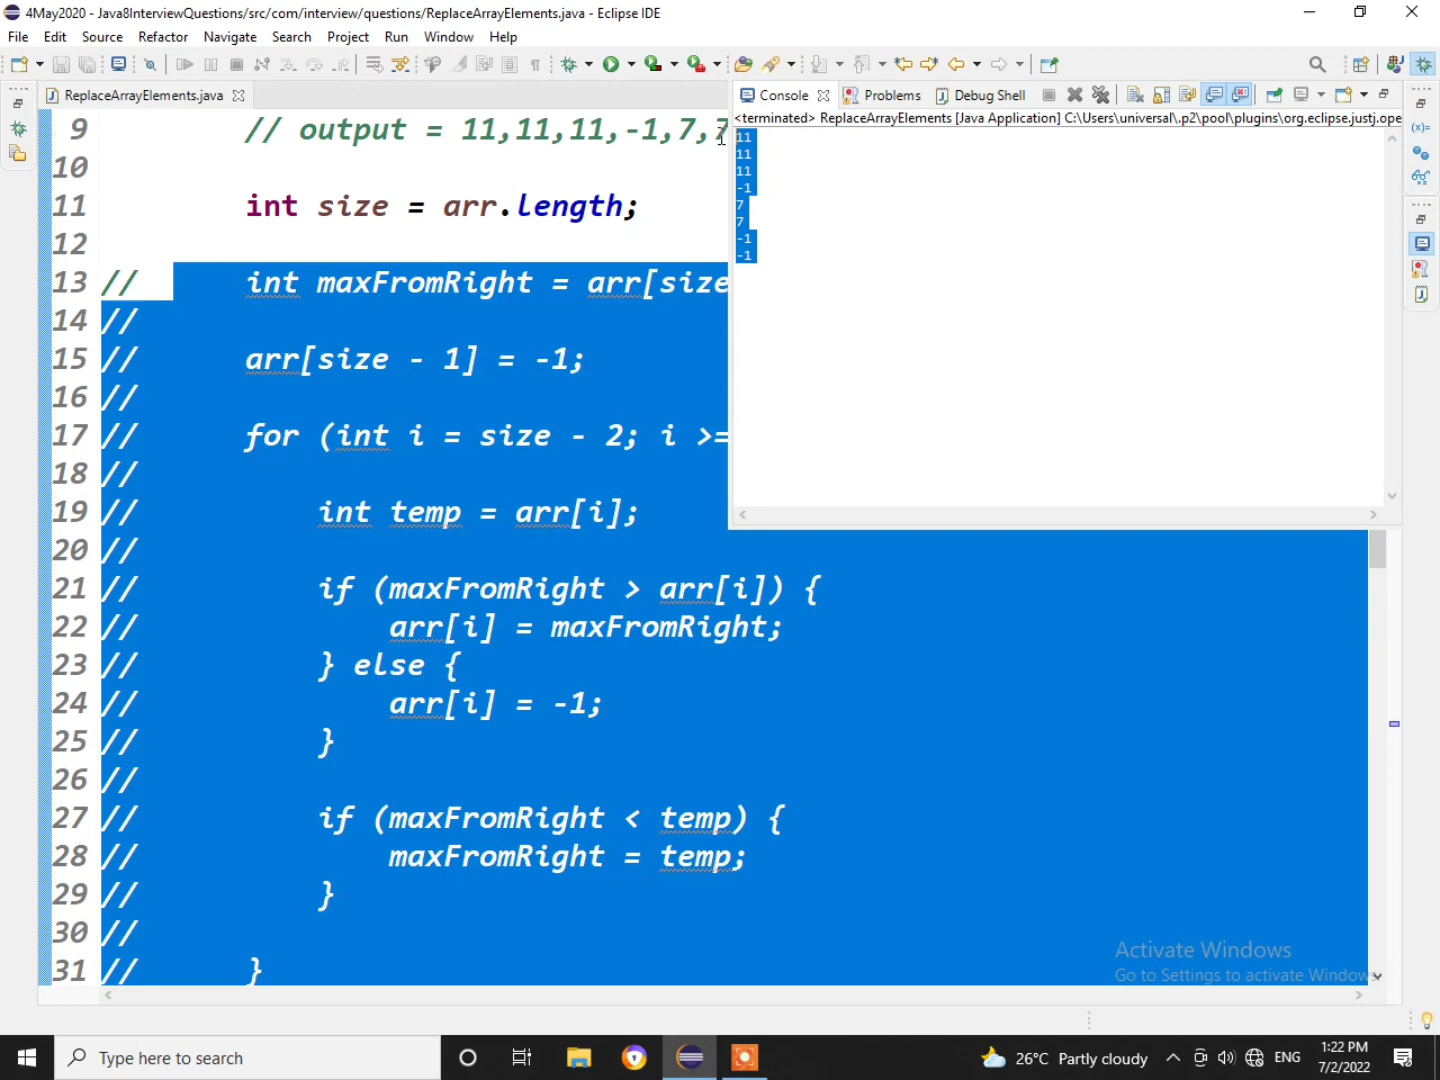 4May2020 - Java8InterviewQuestions/src/com/interview/questions/ReplaceArrayElements.java - Eclipse IDE
File Edit Source Refactor Navigate Search Project Run Window Help
ReplaceArrayElements.java
Console Problems Debug Shell
<terminated> ReplaceArrayElements [Java Application] C:\Users\universal\.p2\pool\plugins\org.eclipse.justj.ope
11
11
11
-1
7
7
-1
-1
9 // output = 11,11,11,-1,7,7
10
11 int size = arr.length;
12
13 // int maxFromRight = arr[size
14 //
15 // arr[size - 1] = -1;
16 //
17 // for (int i = size - 2; i >=
18 //
19 // int temp = arr[i];
20 //
21 // if (maxFromRight > arr[i]) {
22 // arr[i] = maxFromRight;
23 // } else {
24 // arr[i] = -1;
25 // }
26 //
27 // if (maxFromRight < temp) {
28 // maxFromRight = temp;
29 // }
30 //
31 // }
Activate Windows
Go to Settings to activate Windows
Type here to search
26°C Partly cloudy
ENG
1:22 PM
7/2/2022